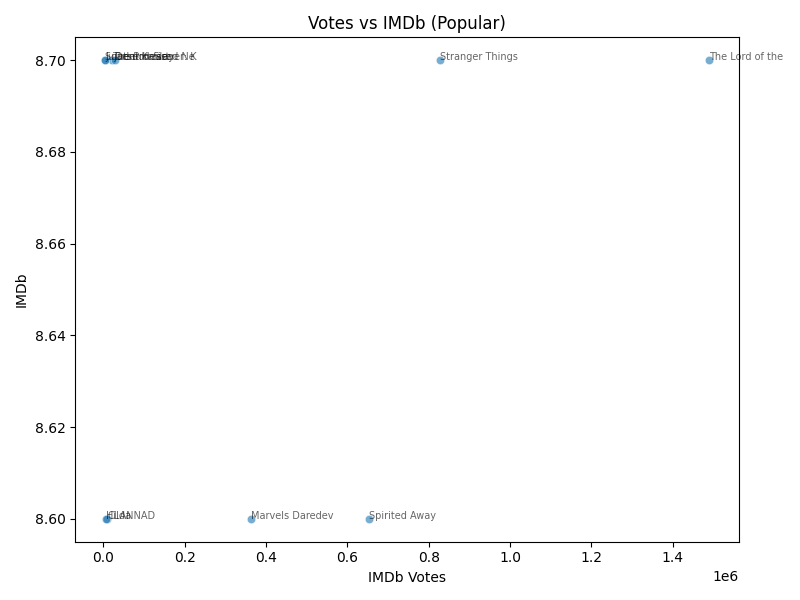 Votes vs IMDb (Popular)
8.70
Stranger Things
The Lord of the
8.68
8.66
IMDb
8.64
8.62
8.60
Marvels Daredev
Spirited Away
0.0 0.2 0.4 0.6 0.8 1.0 1.2 1.4
1e6
IMDb Votes